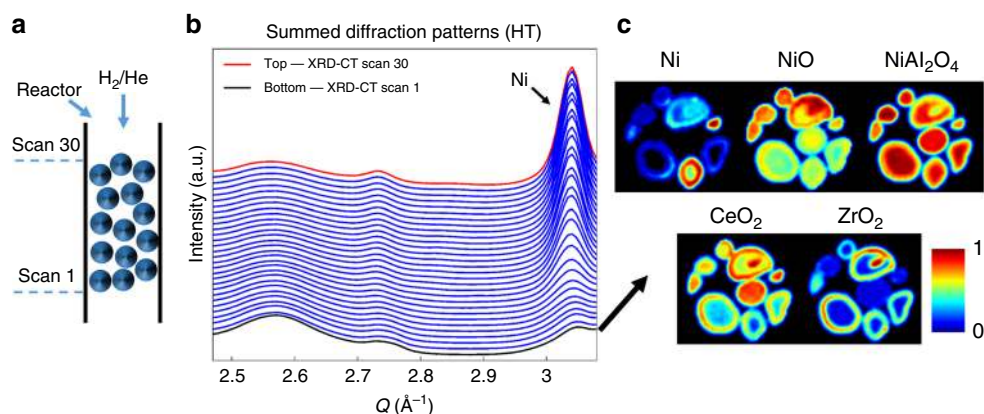 a
H2/He
Reactor
Scan 30
Scan 1
b
Summed diffraction patterns (HT)
Top — XRD-CT scan 30
Bottom — XRD-CT scan 1
Ni
Intensity (a.u.)
2.5 2.6 2.7 2.8 2.9 3
Q (Å−1)
c
Ni NiO NiAl2O4
CeO2 ZrO2
1
0